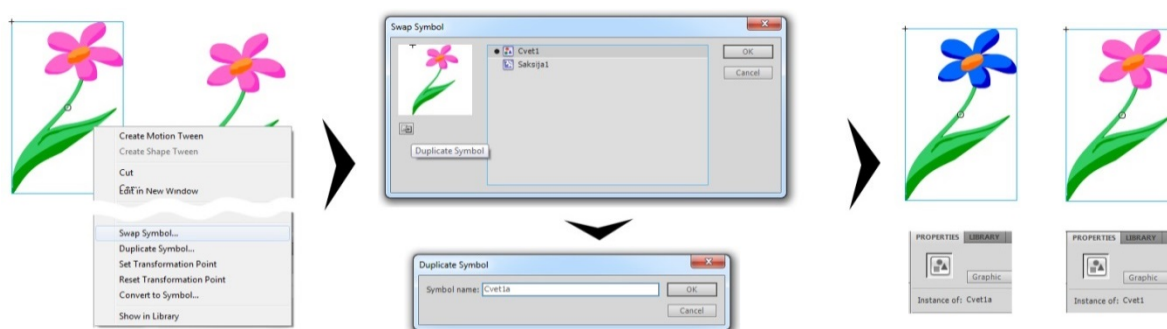 Create Motion Tween
Create Shape Tween
Cut
Edit in New Window
Swap Symbol...
Duplicate Symbol...
Set Transformation Point
Reset Transformation Point
Convert to Symbol...
Show in Library
Swap Symbol
Cvet1
Saksija1
OK
Cancel
Duplicate Symbol
Duplicate Symbol
Symbol name: Cvet1a
OK
Cancel
PROPERTIES LIBRARY
Graphic
Instance of: Cvet1a
PROPERTIES LIBRARY
Graphic
Instance of: Cvet1